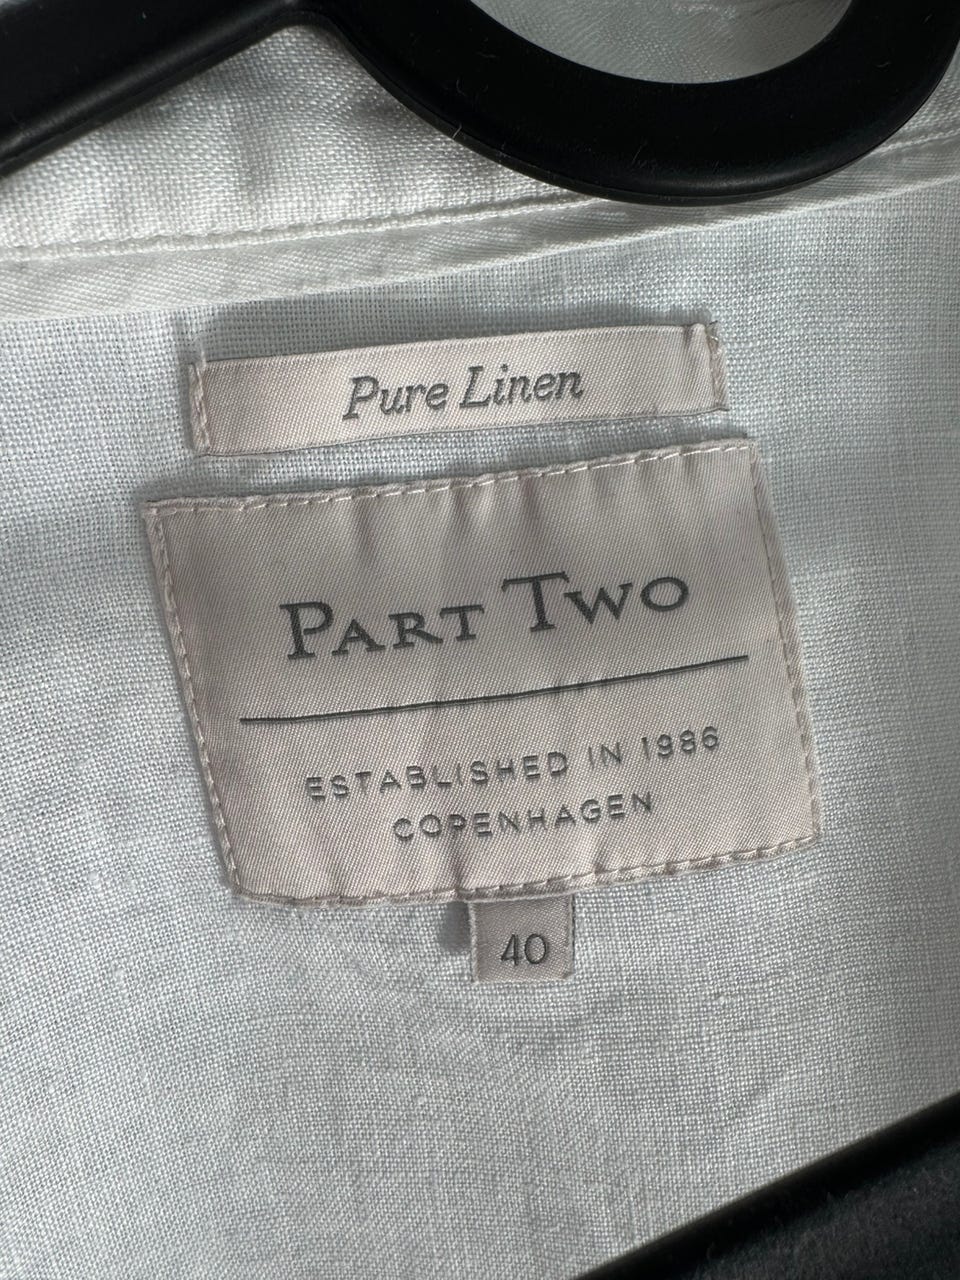 Pure Linen
PART TWO
ESTABLISHED IN 1986
COPENHAGEN
40